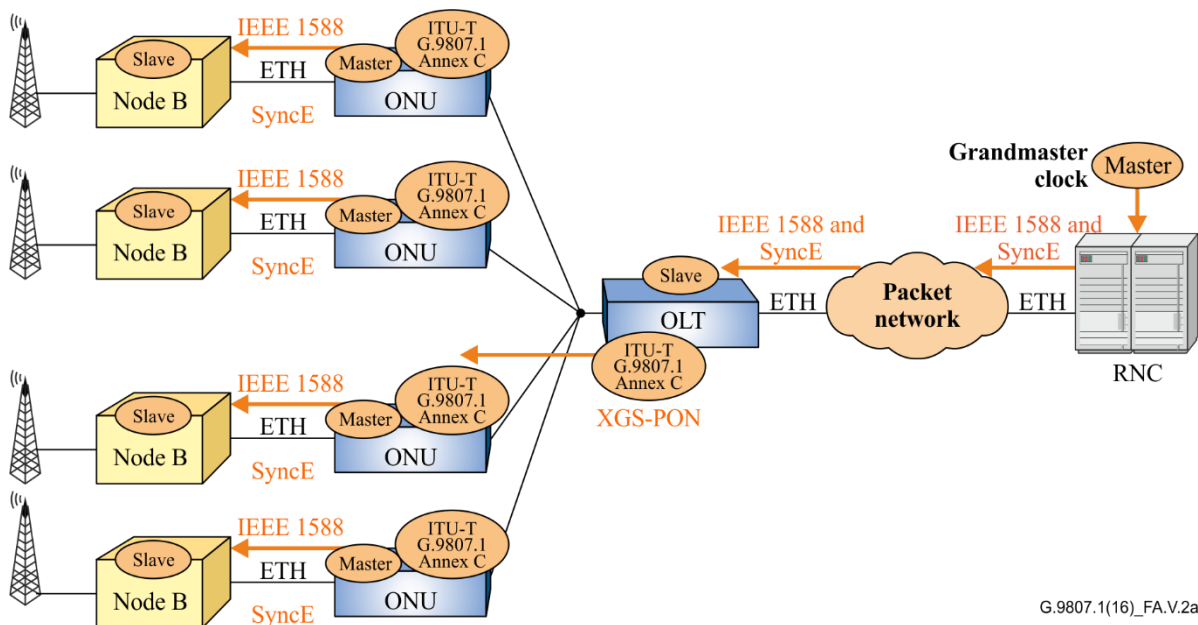 IEEE 1588
ITU-T
G.9807.1
Annex C
Slave
Master
ETH
Node B
ONU
SyncE
IEEE 1588
ITU-T
G.9807.1
Annex C
Slave
Master
ETH
Node B
ONU
SyncE
Grandmaster
clock
Master
IEEE 1588 and
SyncE
IEEE 1588 and
SyncE
Slave
OLT
ETH
Packet
network
ETH
RNC
ITU-T
G.9807.1
Annex C
XGS-PON
IEEE 1588
ITU-T
G.9807.1
Annex C
Slave
Master
ETH
Node B
ONU
SyncE
IEEE 1588
ITU-T
G.9807.1
Annex C
Slave
Master
ETH
Node B
ONU
SyncE
G.9807.1(16)_FA.V.2a